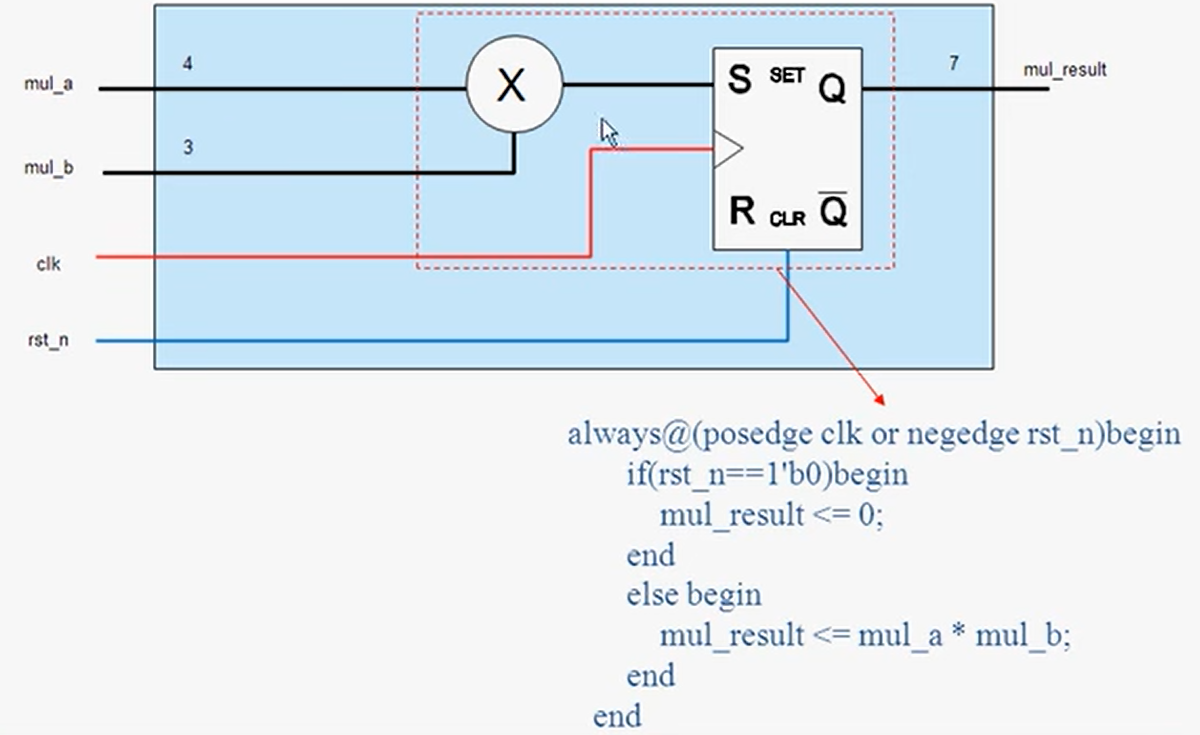 mul_a
4
X
S SET Q
7
mul_result
mul_b
3
R CLR Q̅
clk
rst_n
always@(posedge clk or negedge rst_n)begin
if(rst_n==1'b0)begin
mul_result <= 0;
end
else begin
mul_result <= mul_a * mul_b;
end
end